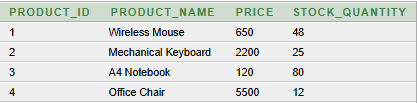 PRODUCT_ID PRODUCT_NAME PRICE STOCK_QUANTITY
1 Wireless Mouse 650 48
2 Mechanical Keyboard 2200 25
3 A4 Notebook 120 80
4 Office Chair 5500 12